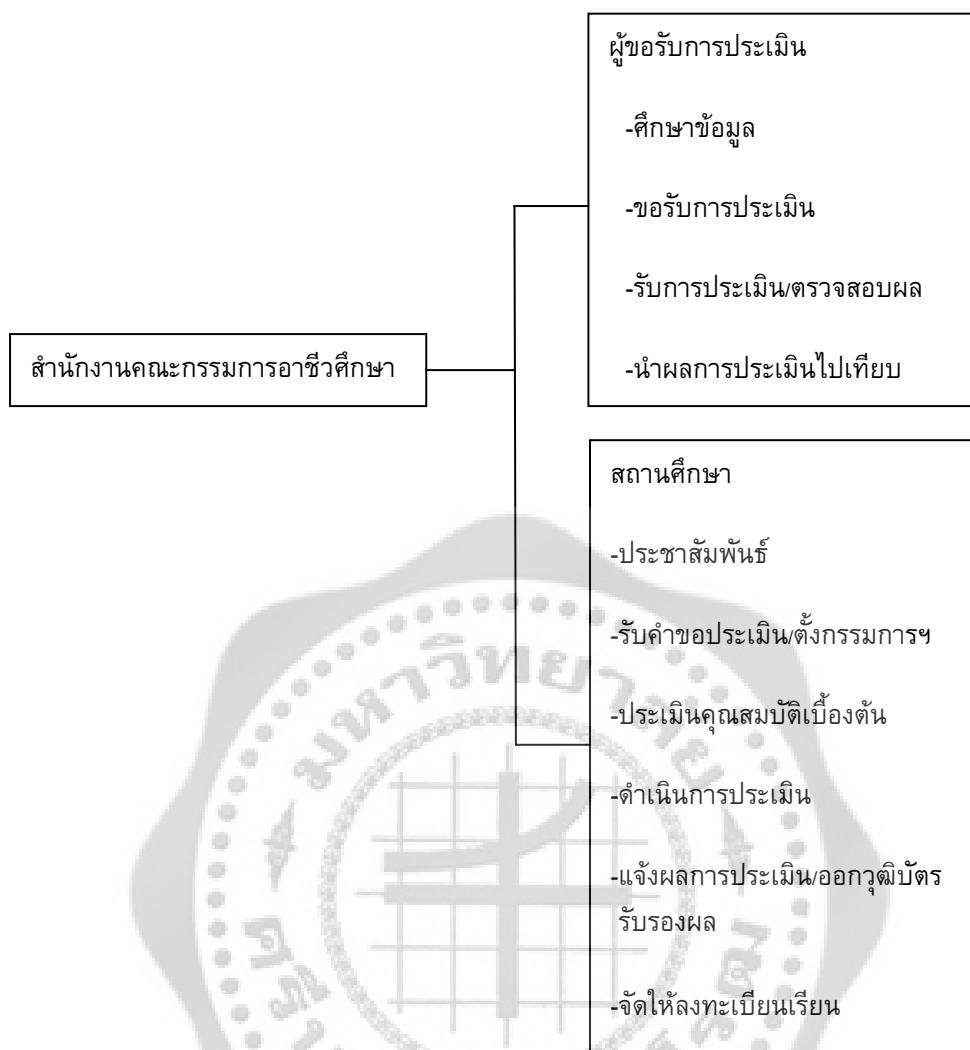 ผู้ขอรับการประเมิน
-ศึกษาข้อมูล
-ขอรับการประเมิน
-รับการประเมิน/ตรวจสอบผล
-นำผลการประเมินไปเทียบ
สำนักงานคณะกรรมการอาชีวศึกษา
สถานศึกษา
-ประชาสัมพันธ์
-รับคำขอประเมิน/ตั้งกรรมการฯ
-ประเมินคุณสมบัติเบื้องต้น
-ดำเนินการประเมิน
-แจ้งผลการประเมิน/ออกวุฒิบัตร
รับรองผล
-จัดให้ลงทะเบียนเรียน
มหาวิทยาลัย